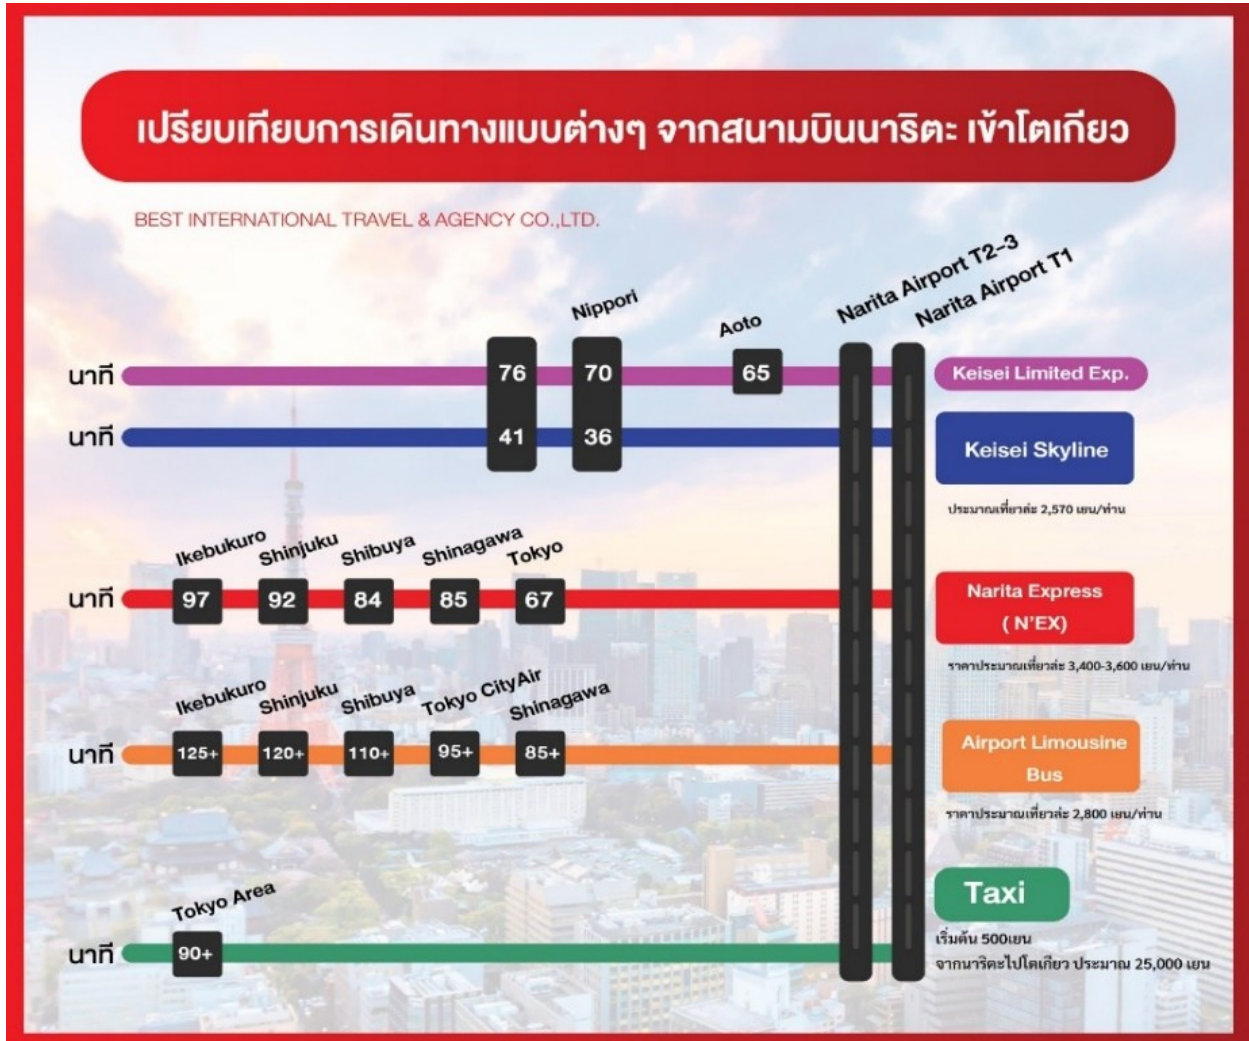 เปรียบเทียบการเดินทางแบบต่างๆ จากสนามบินนาริตะ เข้าโตเกียว
BEST INTERNATIONAL TRAVEL & AGENCY CO.,LTD.
Nippori
Aoto
Narita Airport T2-3
Narita Airport T1
นาที 76 70 65 Keisei Limited Exp.
นาที 41 36 Keisei Skyline
ประมาณเที่ยวล่ะ 2,570 เยน/ท่าน
Ikebukuro Shinjuku Shibuya Shinagawa Tokyo
นาที 97 92 84 85 67
Narita Express
( N'EX)
ราคาประมาณเที่ยวล่ะ 3,400-3,600 เยน/ท่าน
Ikebukuro Shinjuku Shibuya Tokyo CityAir Shinagawa
นาที 125+ 120+ 110+ 95+ 85+
Airport Limousine
Bus
ราคาประมาณเที่ยวล่ะ 2,800 เยน/ท่าน
Tokyo Area
นาที 90+
Taxi
เริ่มต้น 500เยน
จากนาริตะไปโตเกียว ประมาณ 25,000 เยน